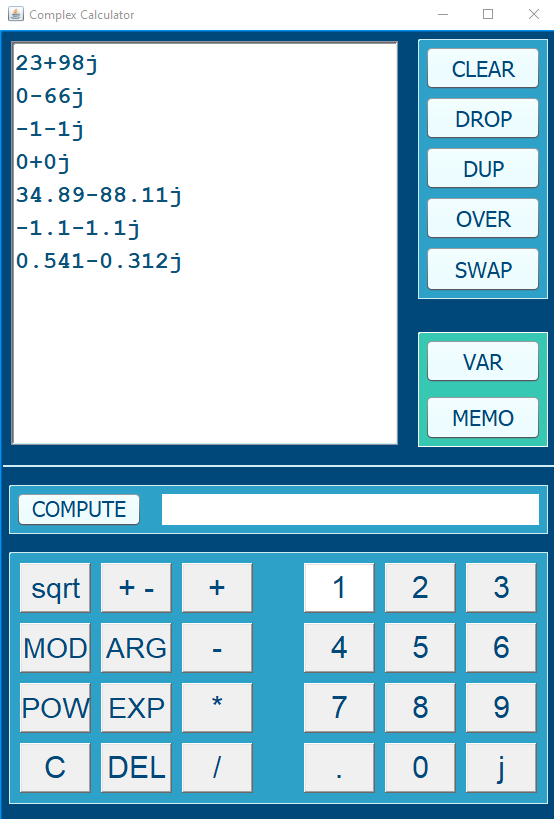 Complex Calculator
23+98j
0-66j
-1-1j
0+0j
34.89-88.11j
-1.1-1.1j
0.541-0.312j
CLEAR
DROP
DUP
OVER
SWAP
VAR
MEMO
COMPUTE
sqrt + - + 1 2 3
MOD ARG - 4 5 6
POW EXP * 7 8 9
C DEL / . 0 j